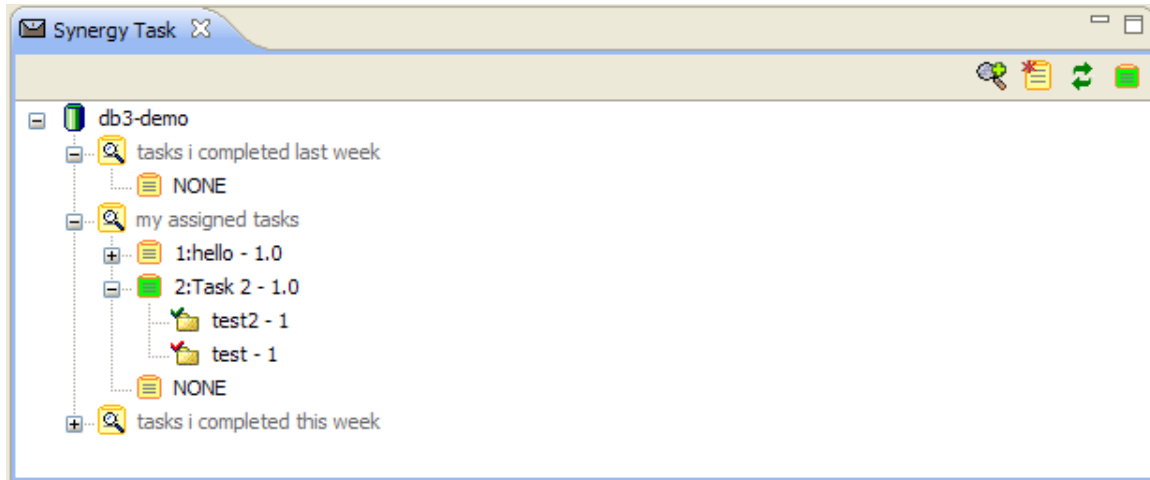 Synergy Task
db3-demo
tasks i completed last week
NONE
my assigned tasks
1:hello - 1.0
2:Task 2 - 1.0
test2 - 1
test - 1
NONE
tasks i completed this week